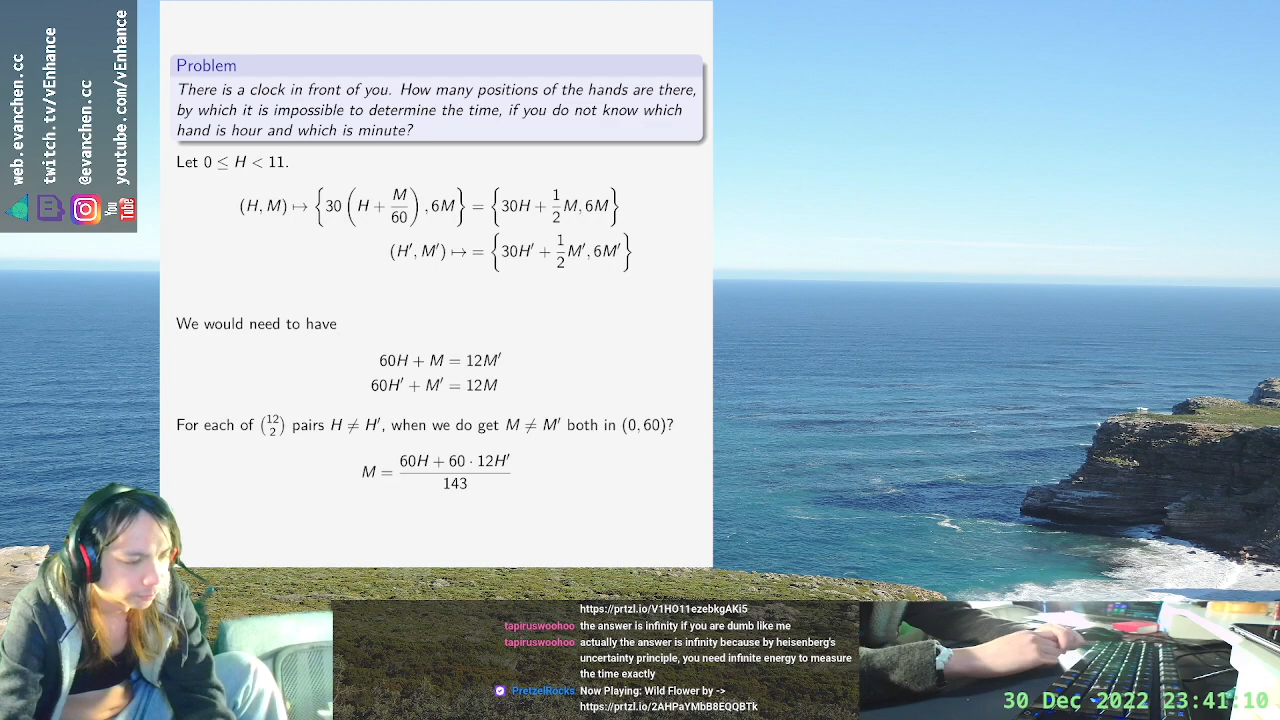 web.evanchen.cc
twitch.tv/vEnhance
@evanchen.cc
youtube.com/vEnhance
You
Tube
Problem
There is a clock in front of you. How many positions of the hands are there,
by which it is impossible to determine the time, if you do not know which
hand is hour and which is minute?
Let 0 ≤ H < 11.
(H, M) ↦ {30 (H + M/60), 6M} = {30H + 1/2 M, 6M}
(H′, M′) ↦ = {30H′ + 1/2 M′, 6M′}
We would need to have
60H + M = 12M′
60H′ + M′ = 12M
For each of (12 2) pairs H ≠ H′, when we do get M ≠ M′ both in (0, 60)?
M = (60H + 60 · 12H′)/143
https://prtzl.io/V1HO11ezebkgAKi5
tapiruswoohoo the answer is infinity if you are dumb like me
tapiruswoohoo actually the answer is infinity because by heisenberg's
uncertainty principle, you need infinite energy to measure
the time exactly
PretzelRocks Now Playing: Wild Flower by ->
https://prtzl.io/2AHPaYMbB8EQQBTk
30 Dec 2022 23:41:10